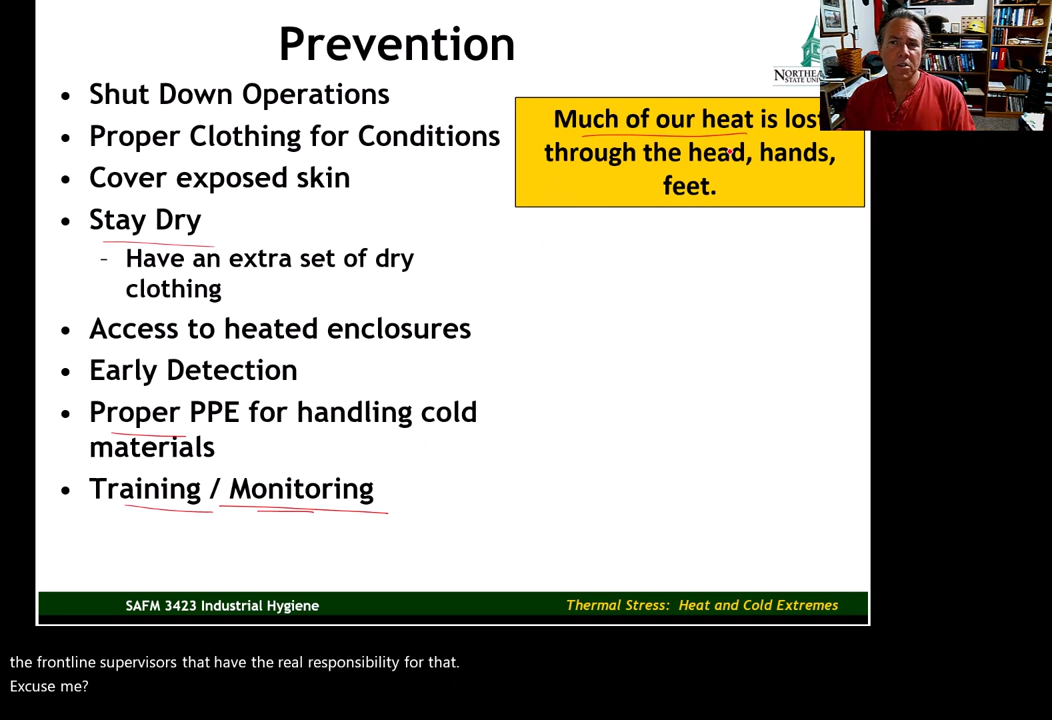 Prevention
• Shut Down Operations
• Proper Clothing for Conditions
• Cover exposed skin
• Stay Dry
– Have an extra set of dry
clothing
• Access to heated enclosures
• Early Detection
• Proper PPE for handling cold
materials
• Training / Monitoring
Much of our heat is lost
through the head, hands,
feet.
SAFM 3423 Industrial Hygiene
Thermal Stress: Heat and Cold Extremes
the frontline supervisors that have the real responsibility for that.
Excuse me?